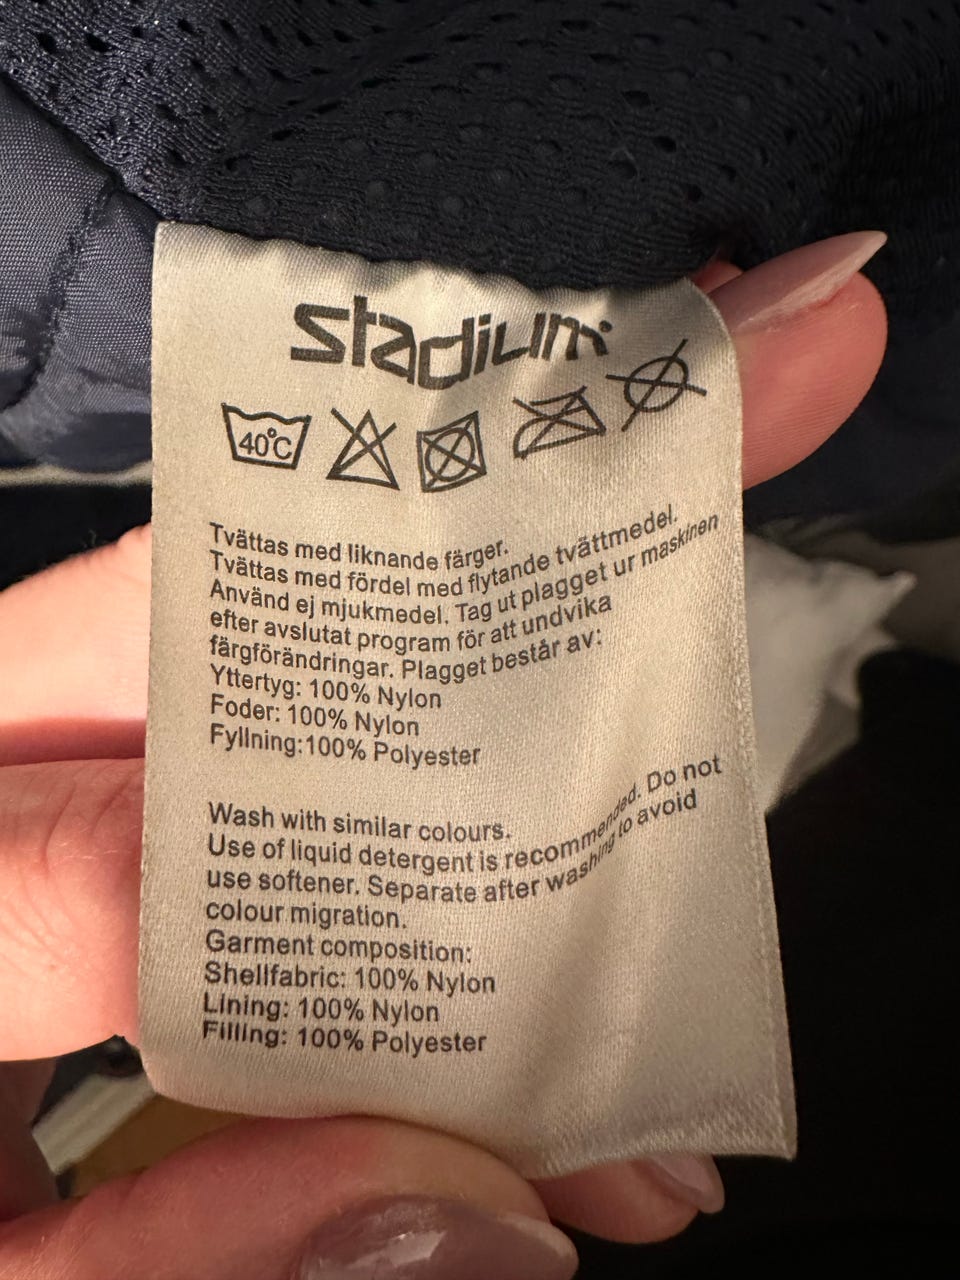 stadium
40°C
Tvättas med liknande färger.
Tvättas med fördel med flytande tvättmedel.
Använd ej mjukmedel. Tag ut plagget ur maskinen
efter avslutat program för att undvika
färgförändringar. Plagget består av:
Yttertyg: 100% Nylon
Foder: 100% Nylon
Fyllning:100% Polyester
Wash with similar colours.
Use of liquid detergent is recommended. Do not
use softener. Separate after washing to avoid
colour migration.
Garment composition:
Shellfabric: 100% Nylon
Lining: 100% Nylon
Filling: 100% Polyester